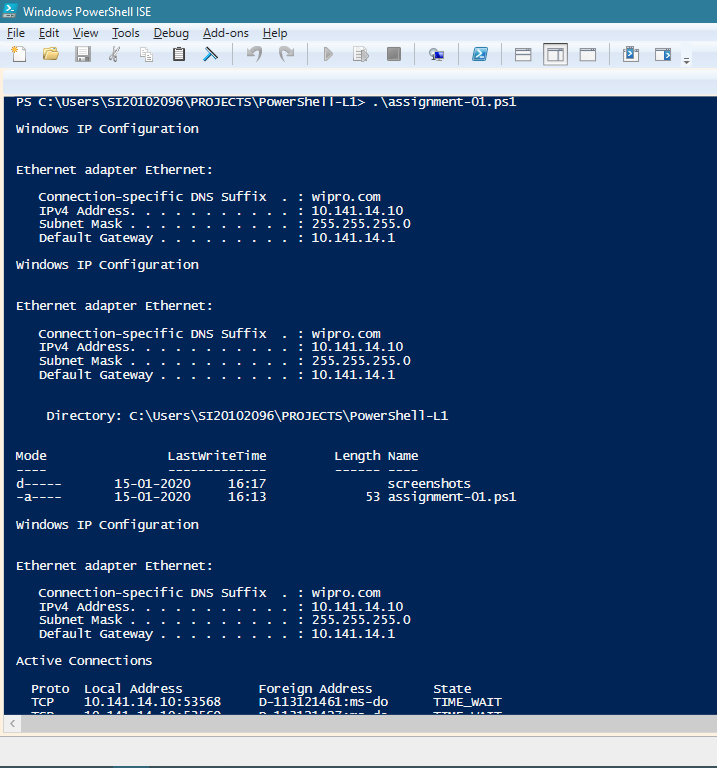 Windows PowerShell ISE
File Edit View Tools Debug Add-ons Help
PS C:\Users\SI20102096\PROJECTS\PowerShell-L1> .\assignment-01.ps1
Windows IP Configuration
Ethernet adapter Ethernet:
Connection-specific DNS Suffix . : wipro.com
IPv4 Address. . . . . . . . . . . : 10.141.14.10
Subnet Mask . . . . . . . . . . . : 255.255.255.0
Default Gateway . . . . . . . . . : 10.141.14.1
Windows IP Configuration
Ethernet adapter Ethernet:
Connection-specific DNS Suffix . : wipro.com
IPv4 Address. . . . . . . . . . . : 10.141.14.10
Subnet Mask . . . . . . . . . . . : 255.255.255.0
Default Gateway . . . . . . . . . : 10.141.14.1
Directory: C:\Users\SI20102096\PROJECTS\PowerShell-L1
Mode LastWriteTime Length Name
---- ------------- ------ ----
d----- 15-01-2020 16:17 screenshots
-a---- 15-01-2020 16:13 53 assignment-01.ps1
Windows IP Configuration
Ethernet adapter Ethernet:
Connection-specific DNS Suffix . : wipro.com
IPv4 Address. . . . . . . . . . . : 10.141.14.10
Subnet Mask . . . . . . . . . . . : 255.255.255.0
Default Gateway . . . . . . . . . : 10.141.14.1
Active Connections
Proto Local Address Foreign Address State
TCP 10.141.14.10:53568 D-113121461:ms-do TIME_WAIT